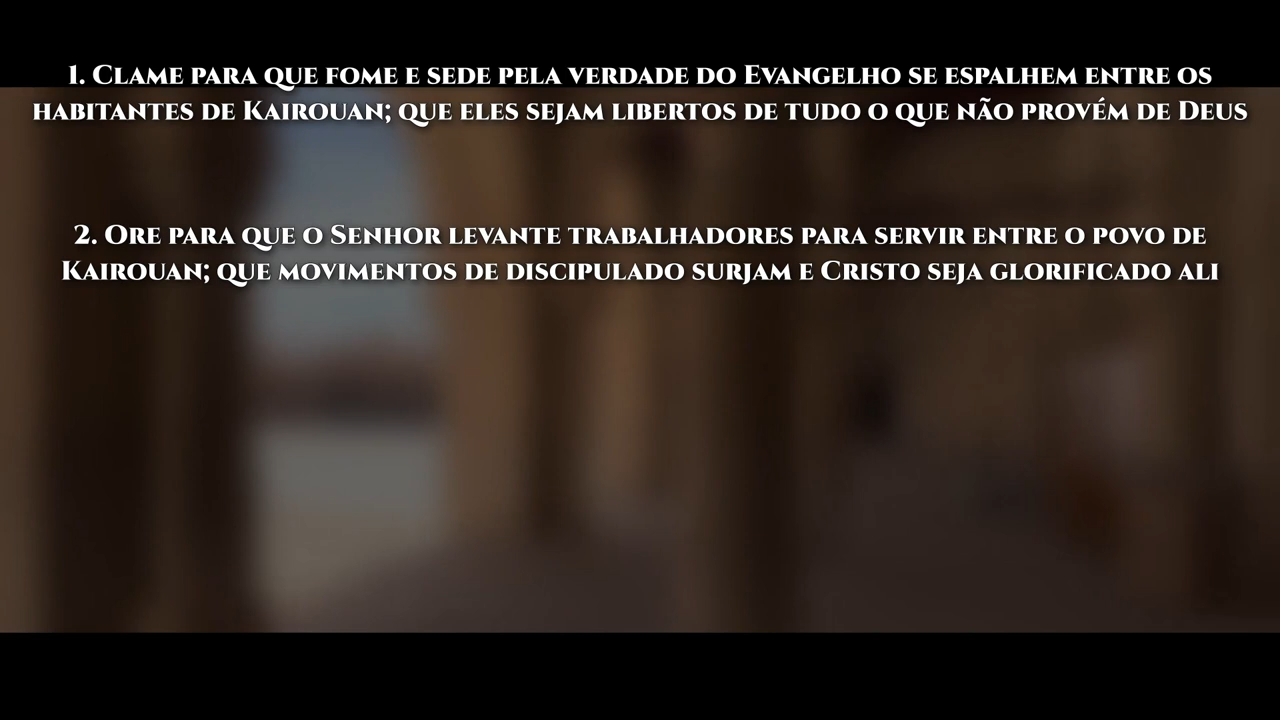 1. Clame para que fome e sede pela verdade do Evangelho se espalhem entre os
habitantes de Kairouan; que eles sejam libertos de tudo o que não provém de Deus
2. Ore para que o Senhor levante trabalhadores para servir entre o povo de
Kairouan; que movimentos de discipulado surjam e Cristo seja glorificado ali